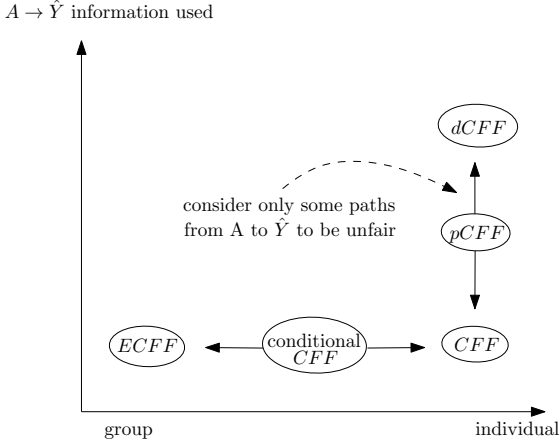 A → Ŷ information used
dCFF
consider only some paths
from A to Ŷ to be unfair
pCFF
ECFF
conditional
CFF
CFF
group
individual